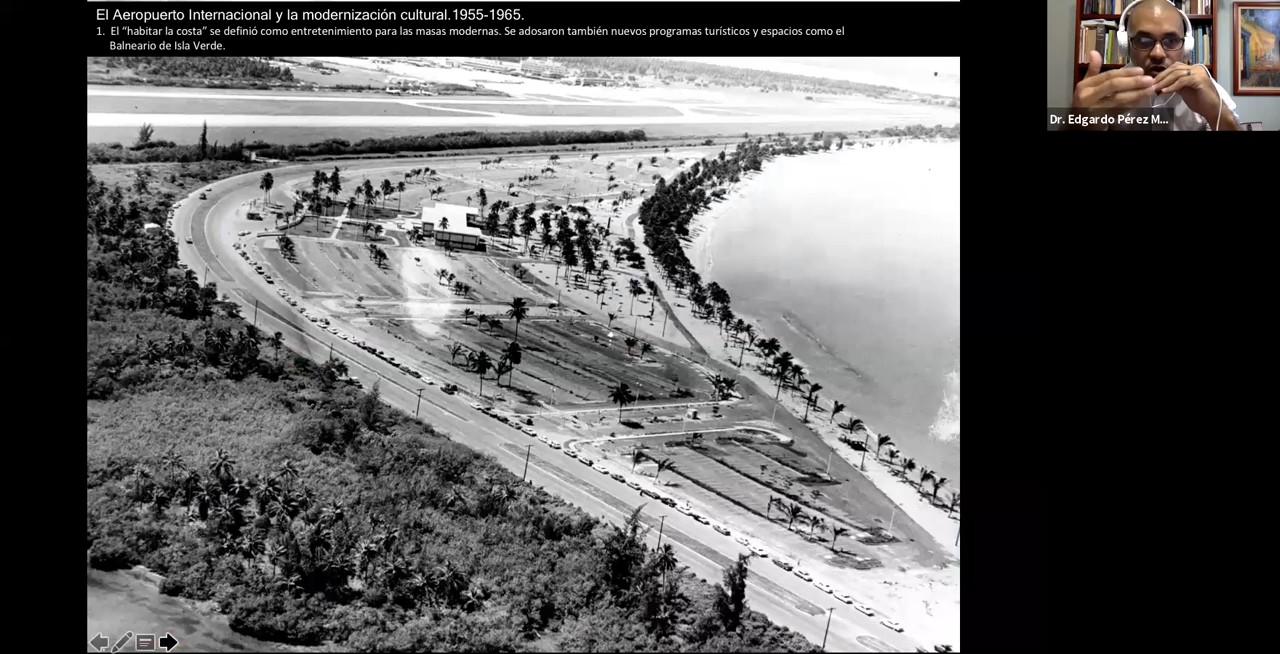 El Aeropuerto Internacional y la modernización cultural.1955-1965.
1. El “habitar la costa” se definió como entretenimiento para las masas modernas. Se adosaron también nuevos programas turísticos y espacios como el
Balneario de Isla Verde.
Dr. Edgardo Pérez M...